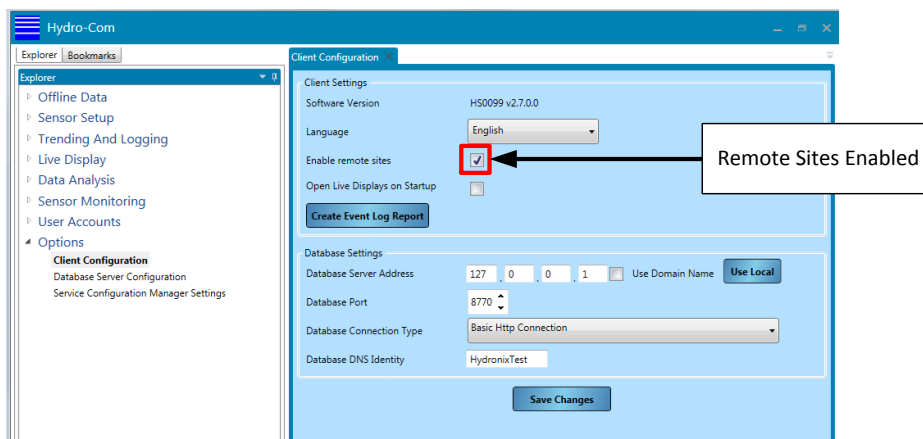 Hydro-Com
Explorer Bookmarks
Explorer
Offline Data
Sensor Setup
Trending And Logging
Live Display
Data Analysis
Sensor Monitoring
User Accounts
Options
Client Configuration
Database Server Configuration
Service Configuration Manager Settings
Client Configuration
Client Settings
Software Version HS0099 v2.7.0.0
Language English
Enable remote sites
Open Live Displays on Startup
Create Event Log Report
Database Settings
Database Server Address 127 . 0 . 0 . 1 Use Domain Name Use Local
Database Port 8770
Database Connection Type Basic Http Connection
Database DNS Identity HydronixTest
Save Changes
Remote Sites Enabled